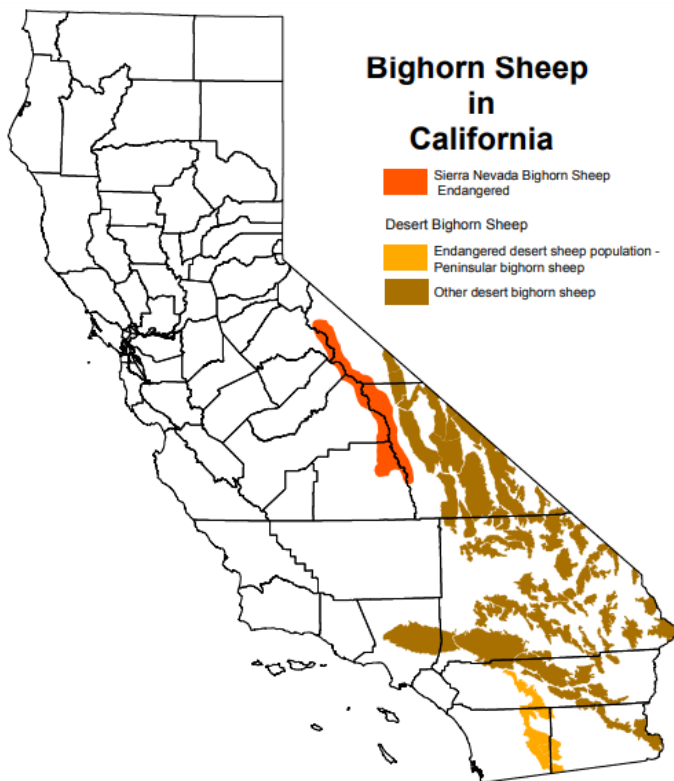 Bighorn Sheep
in
California
Sierra Nevada Bighorn Sheep
Endangered
Desert Bighorn Sheep
Endangered desert sheep population -
Peninsular bighorn sheep
Other desert bighorn sheep